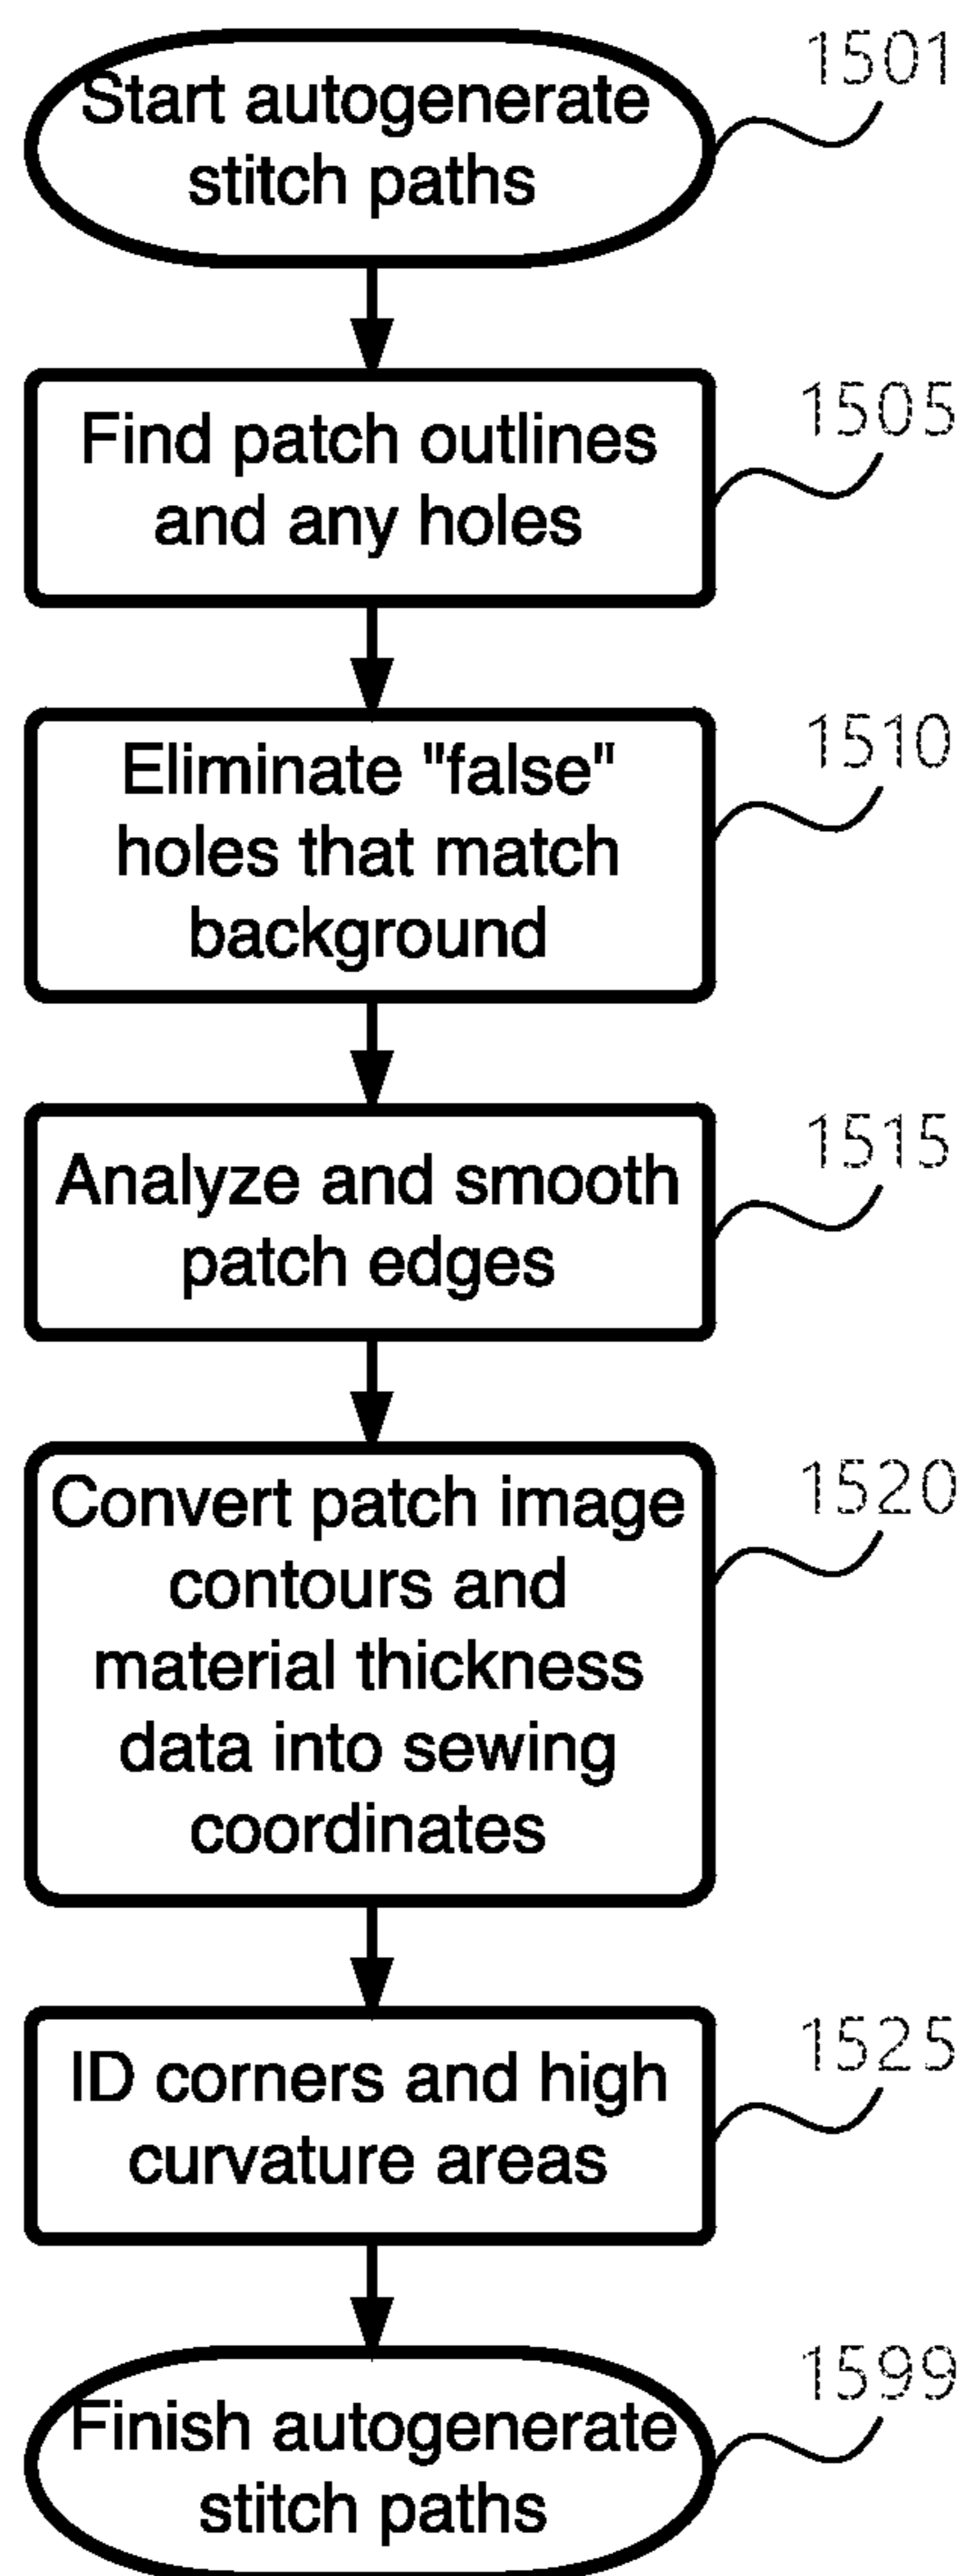 Start autogenerate
stitch paths
1501
Find patch outlines
and any holes
1505
Eliminate "false"
holes that match
background
1510
Analyze and smooth
patch edges
1515
Convert patch image
contours and
material thickness
data into sewing
coordinates
1520
ID corners and high
curvature areas
1525
Finish autogenerate
stitch paths
1599